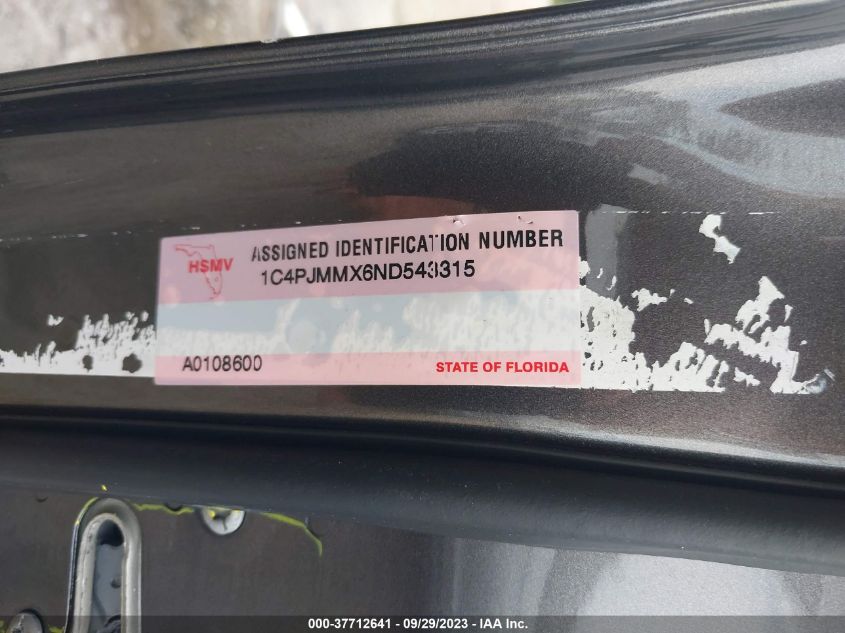 ASSIGNED IDENTIFICATION NUMBER
HSMV
1C4PJMMX6ND543315
A0108600
STATE OF FLORIDA
000-37712641 - 09/29/2023 - IAA Inc.